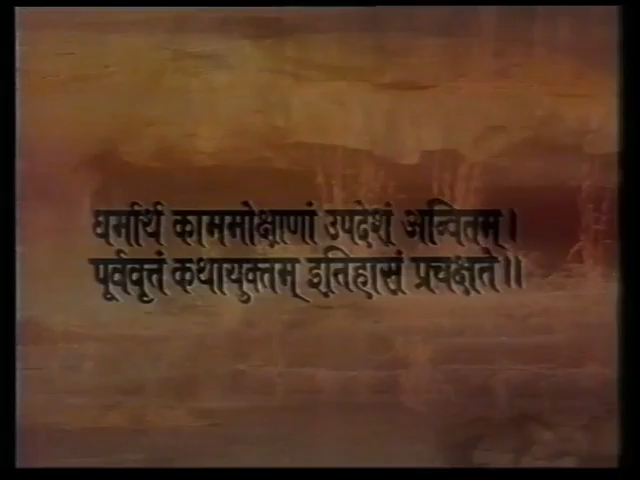 धर्मार्थ काममोक्षाणां उपदेशं अन्वितम्।
पूर्ववृत्तं कथायुक्तम् इतिहासं प्रचक्षते॥